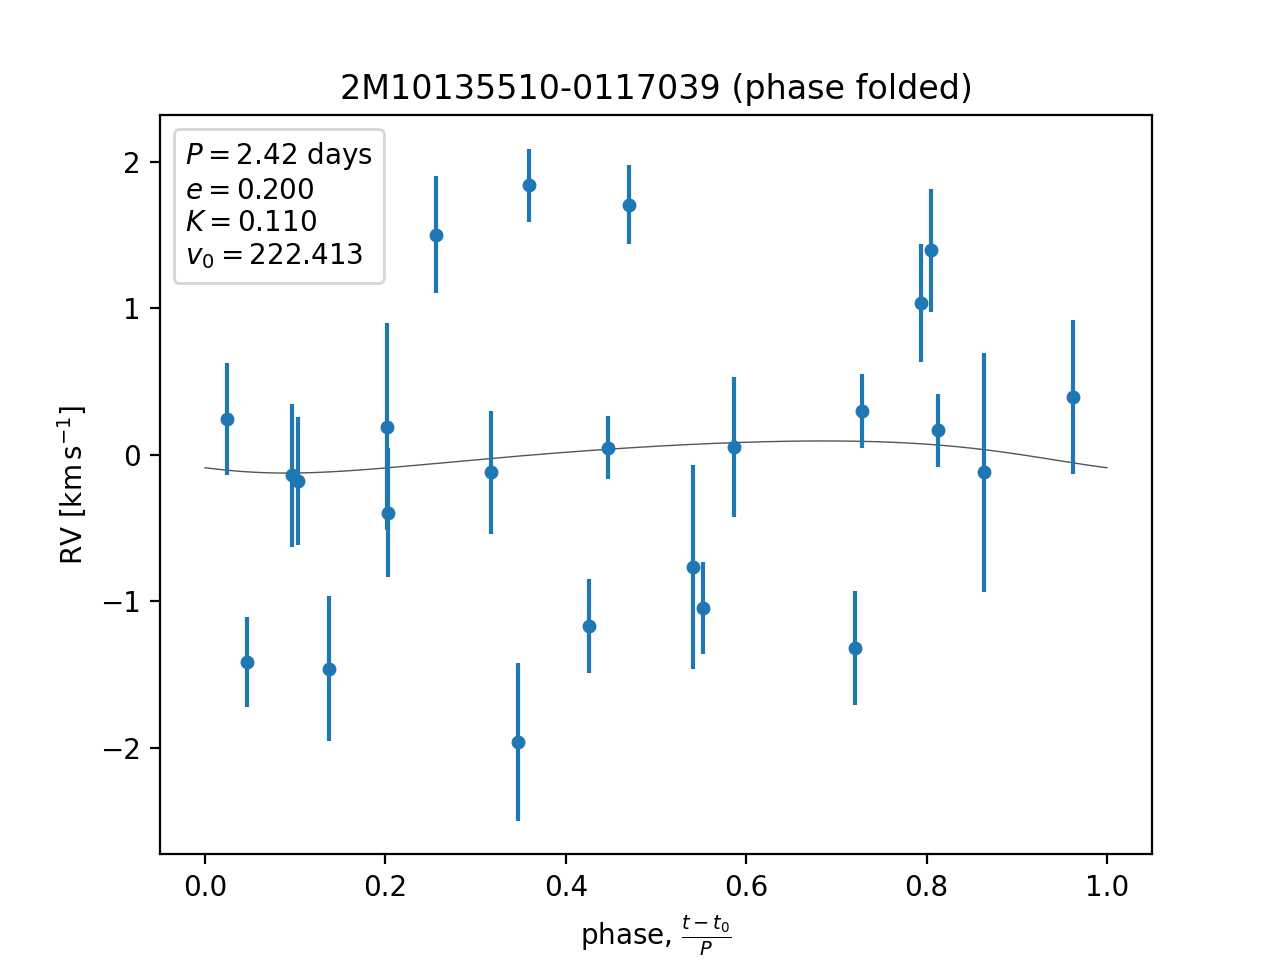 2M10135510-0117039 (phase folded)
P = 2.42 days
e = 0.200
K = 0.110
v₀ = 222.413
2
1
0
−1
−2
RV [km s⁻¹]
0.0 0.2 0.4 0.6 0.8 1.0
phase, (t − t₀)/P